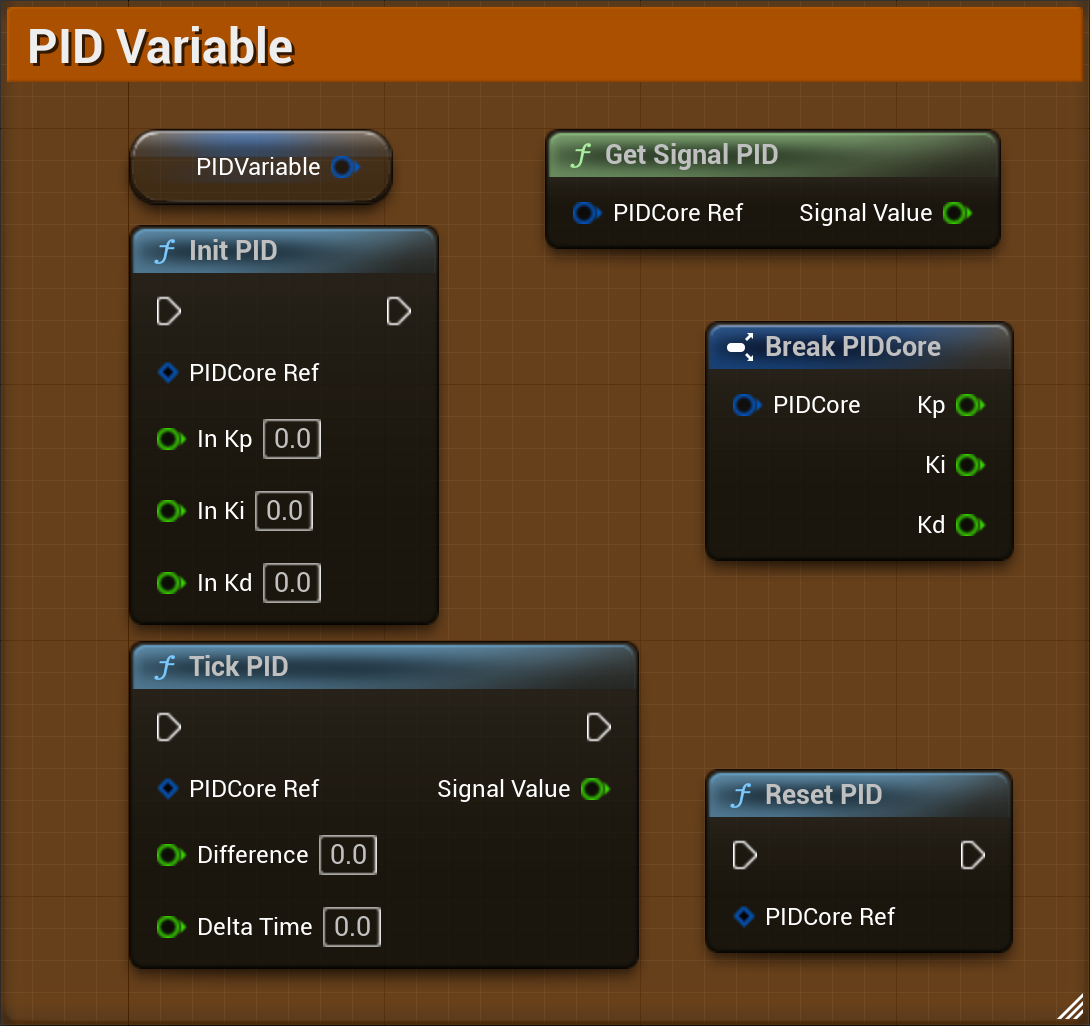 PID Variable
PIDVariable
Init PID
PIDCore Ref
In Kp 0.0
In Ki 0.0
In Kd 0.0
Tick PID
PIDCore Ref Signal Value
Difference 0.0
Delta Time 0.0
Get Signal PID
PIDCore Ref Signal Value
Break PIDCore
PIDCore Kp
Ki
Kd
Reset PID
PIDCore Ref